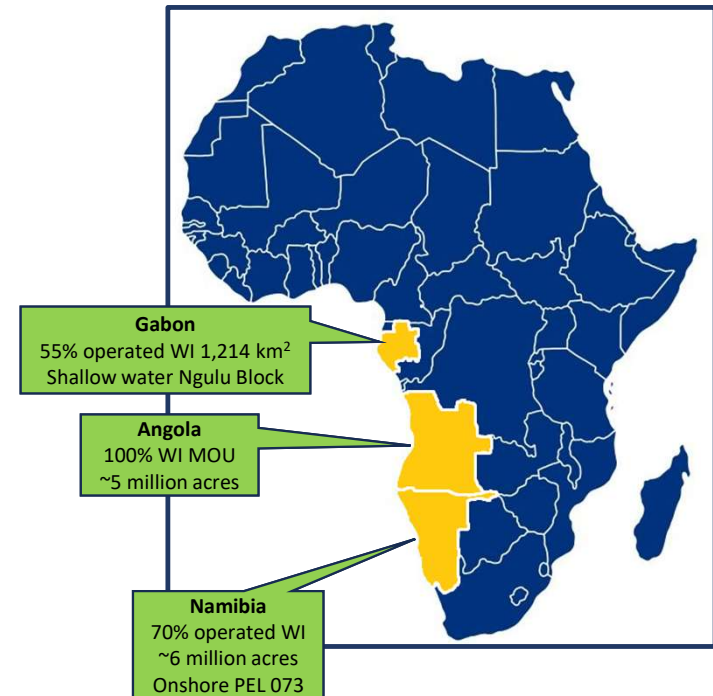 Gabon
55% operated WI 1,214 km²
Shallow water Ngulu Block
Angola
100% WI MOU
~5 million acres
Namibia
70% operated WI
~6 million acres
Onshore PEL 073